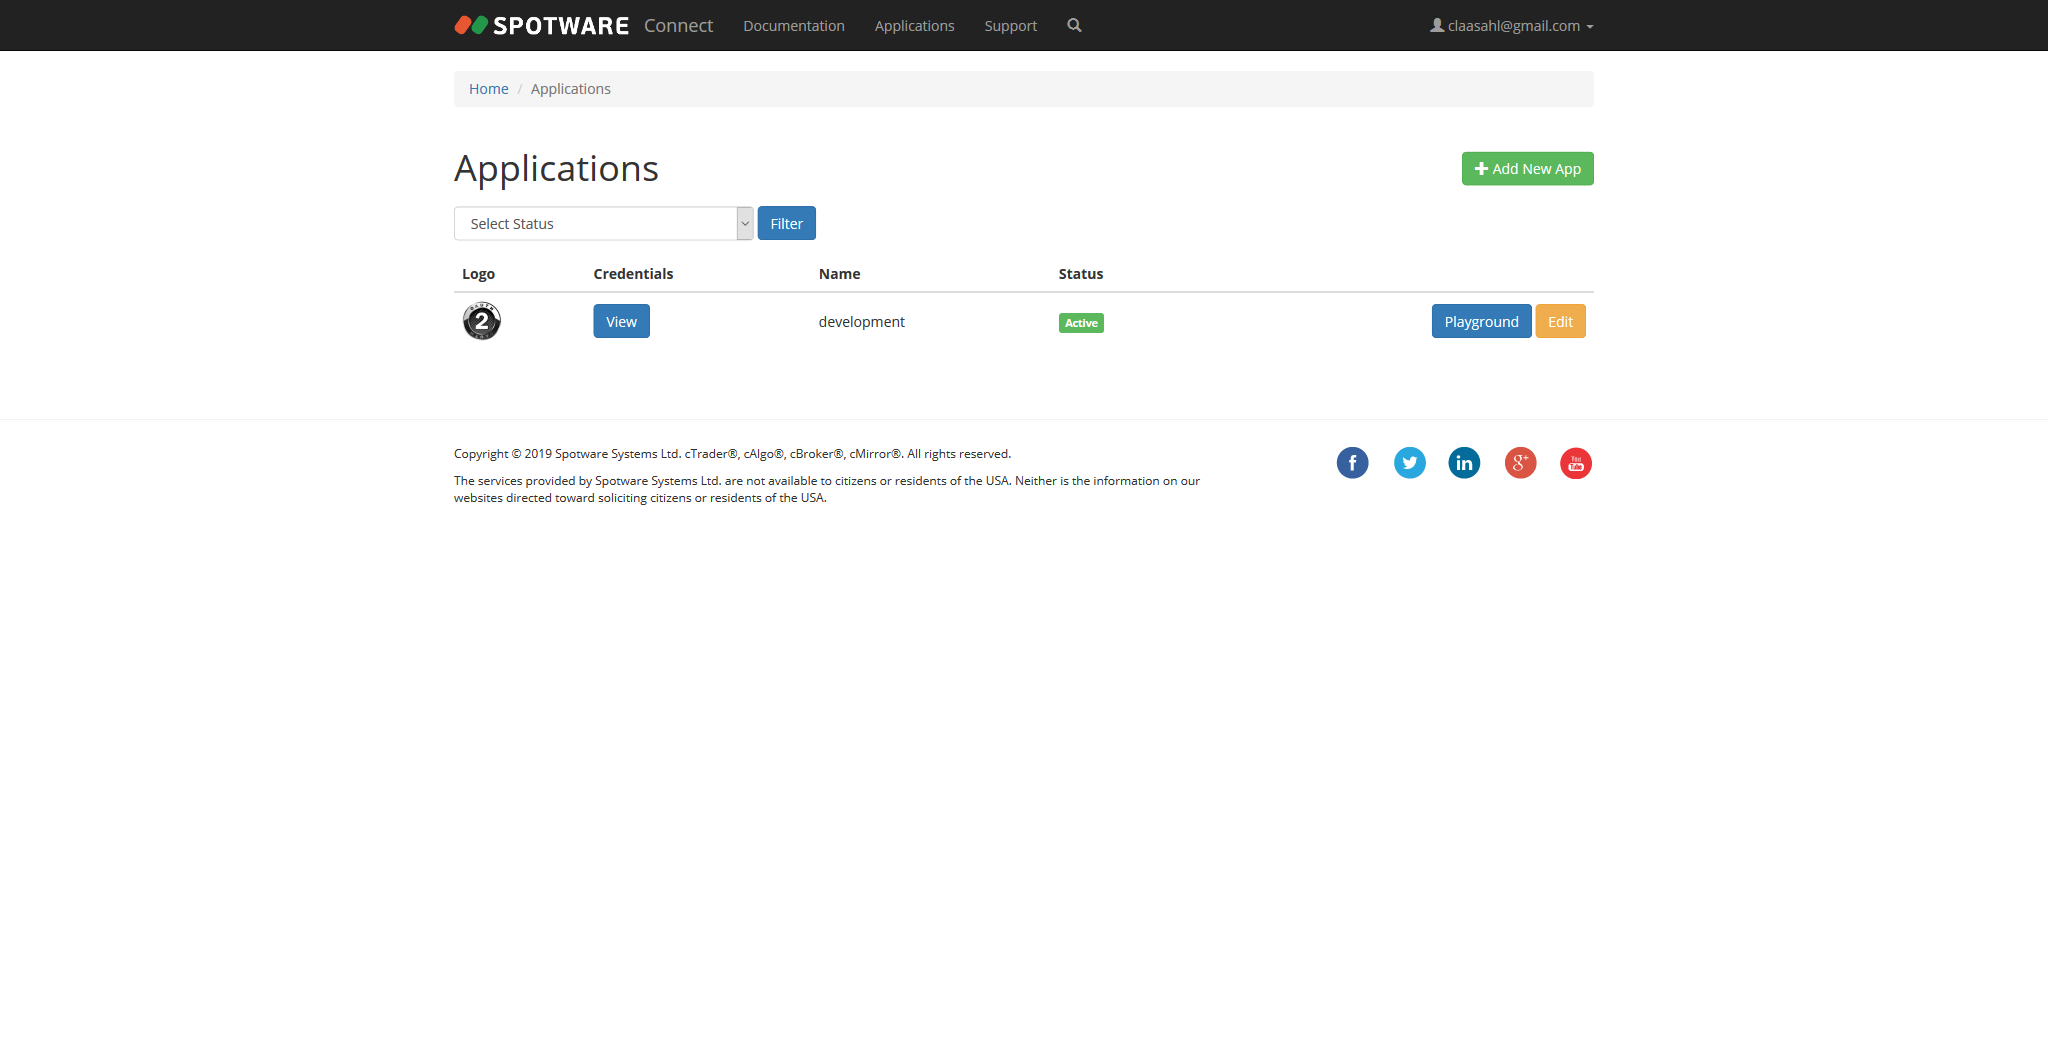 SPOTWARE Connect Documentation Applications Support claasahl@gmail.com
Home / Applications
Applications
Add New App
Select Status Filter
Logo Credentials Name Status
2 View development Active Playground Edit
Copyright © 2019 Spotware Systems Ltd. cTrader®, cAlgo®, cBroker®, cMirror®. All rights reserved.
The services provided by Spotware Systems Ltd. are not available to citizens or residents of the USA. Neither is the information on our
websites directed toward soliciting citizens or residents of the USA.
f in g+ You Tube